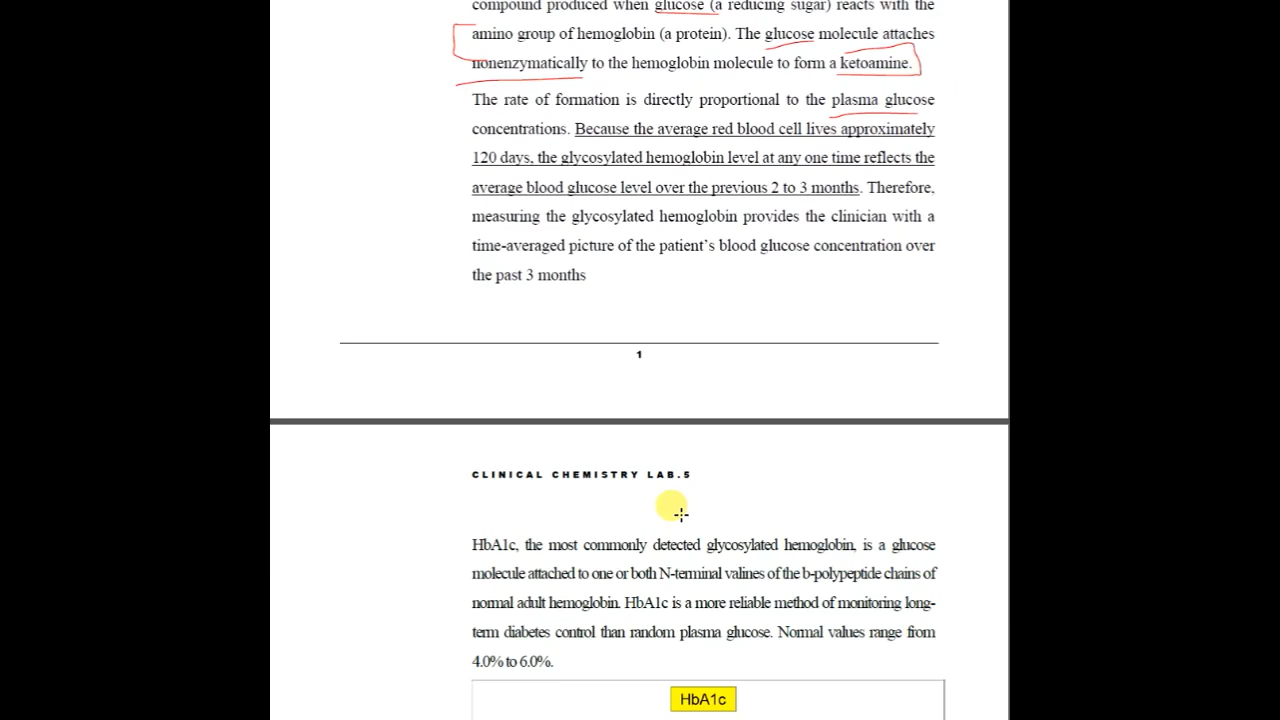 compound produced when glucose (a reducing sugar) reacts with the
amino group of hemoglobin (a protein). The glucose molecule attaches
nonenzymatically to the hemoglobin molecule to form a ketoamine.
The rate of formation is directly proportional to the plasma glucose
concentrations. Because the average red blood cell lives approximately
120 days, the glycosylated hemoglobin level at any one time reflects the
average blood glucose level over the previous 2 to 3 months. Therefore,
measuring the glycosylated hemoglobin provides the clinician with a
time-averaged picture of the patient’s blood glucose concentration over
the past 3 months
1
CLINICAL CHEMISTRY LAB.5
HbA1c, the most commonly detected glycosylated hemoglobin, is a glucose
molecule attached to one or both N-terminal valines of the b-polypeptide chains of
normal adult hemoglobin. HbA1c is a more reliable method of monitoring long-
term diabetes control than random plasma glucose. Normal values range from
4.0% to 6.0%.
HbA1c